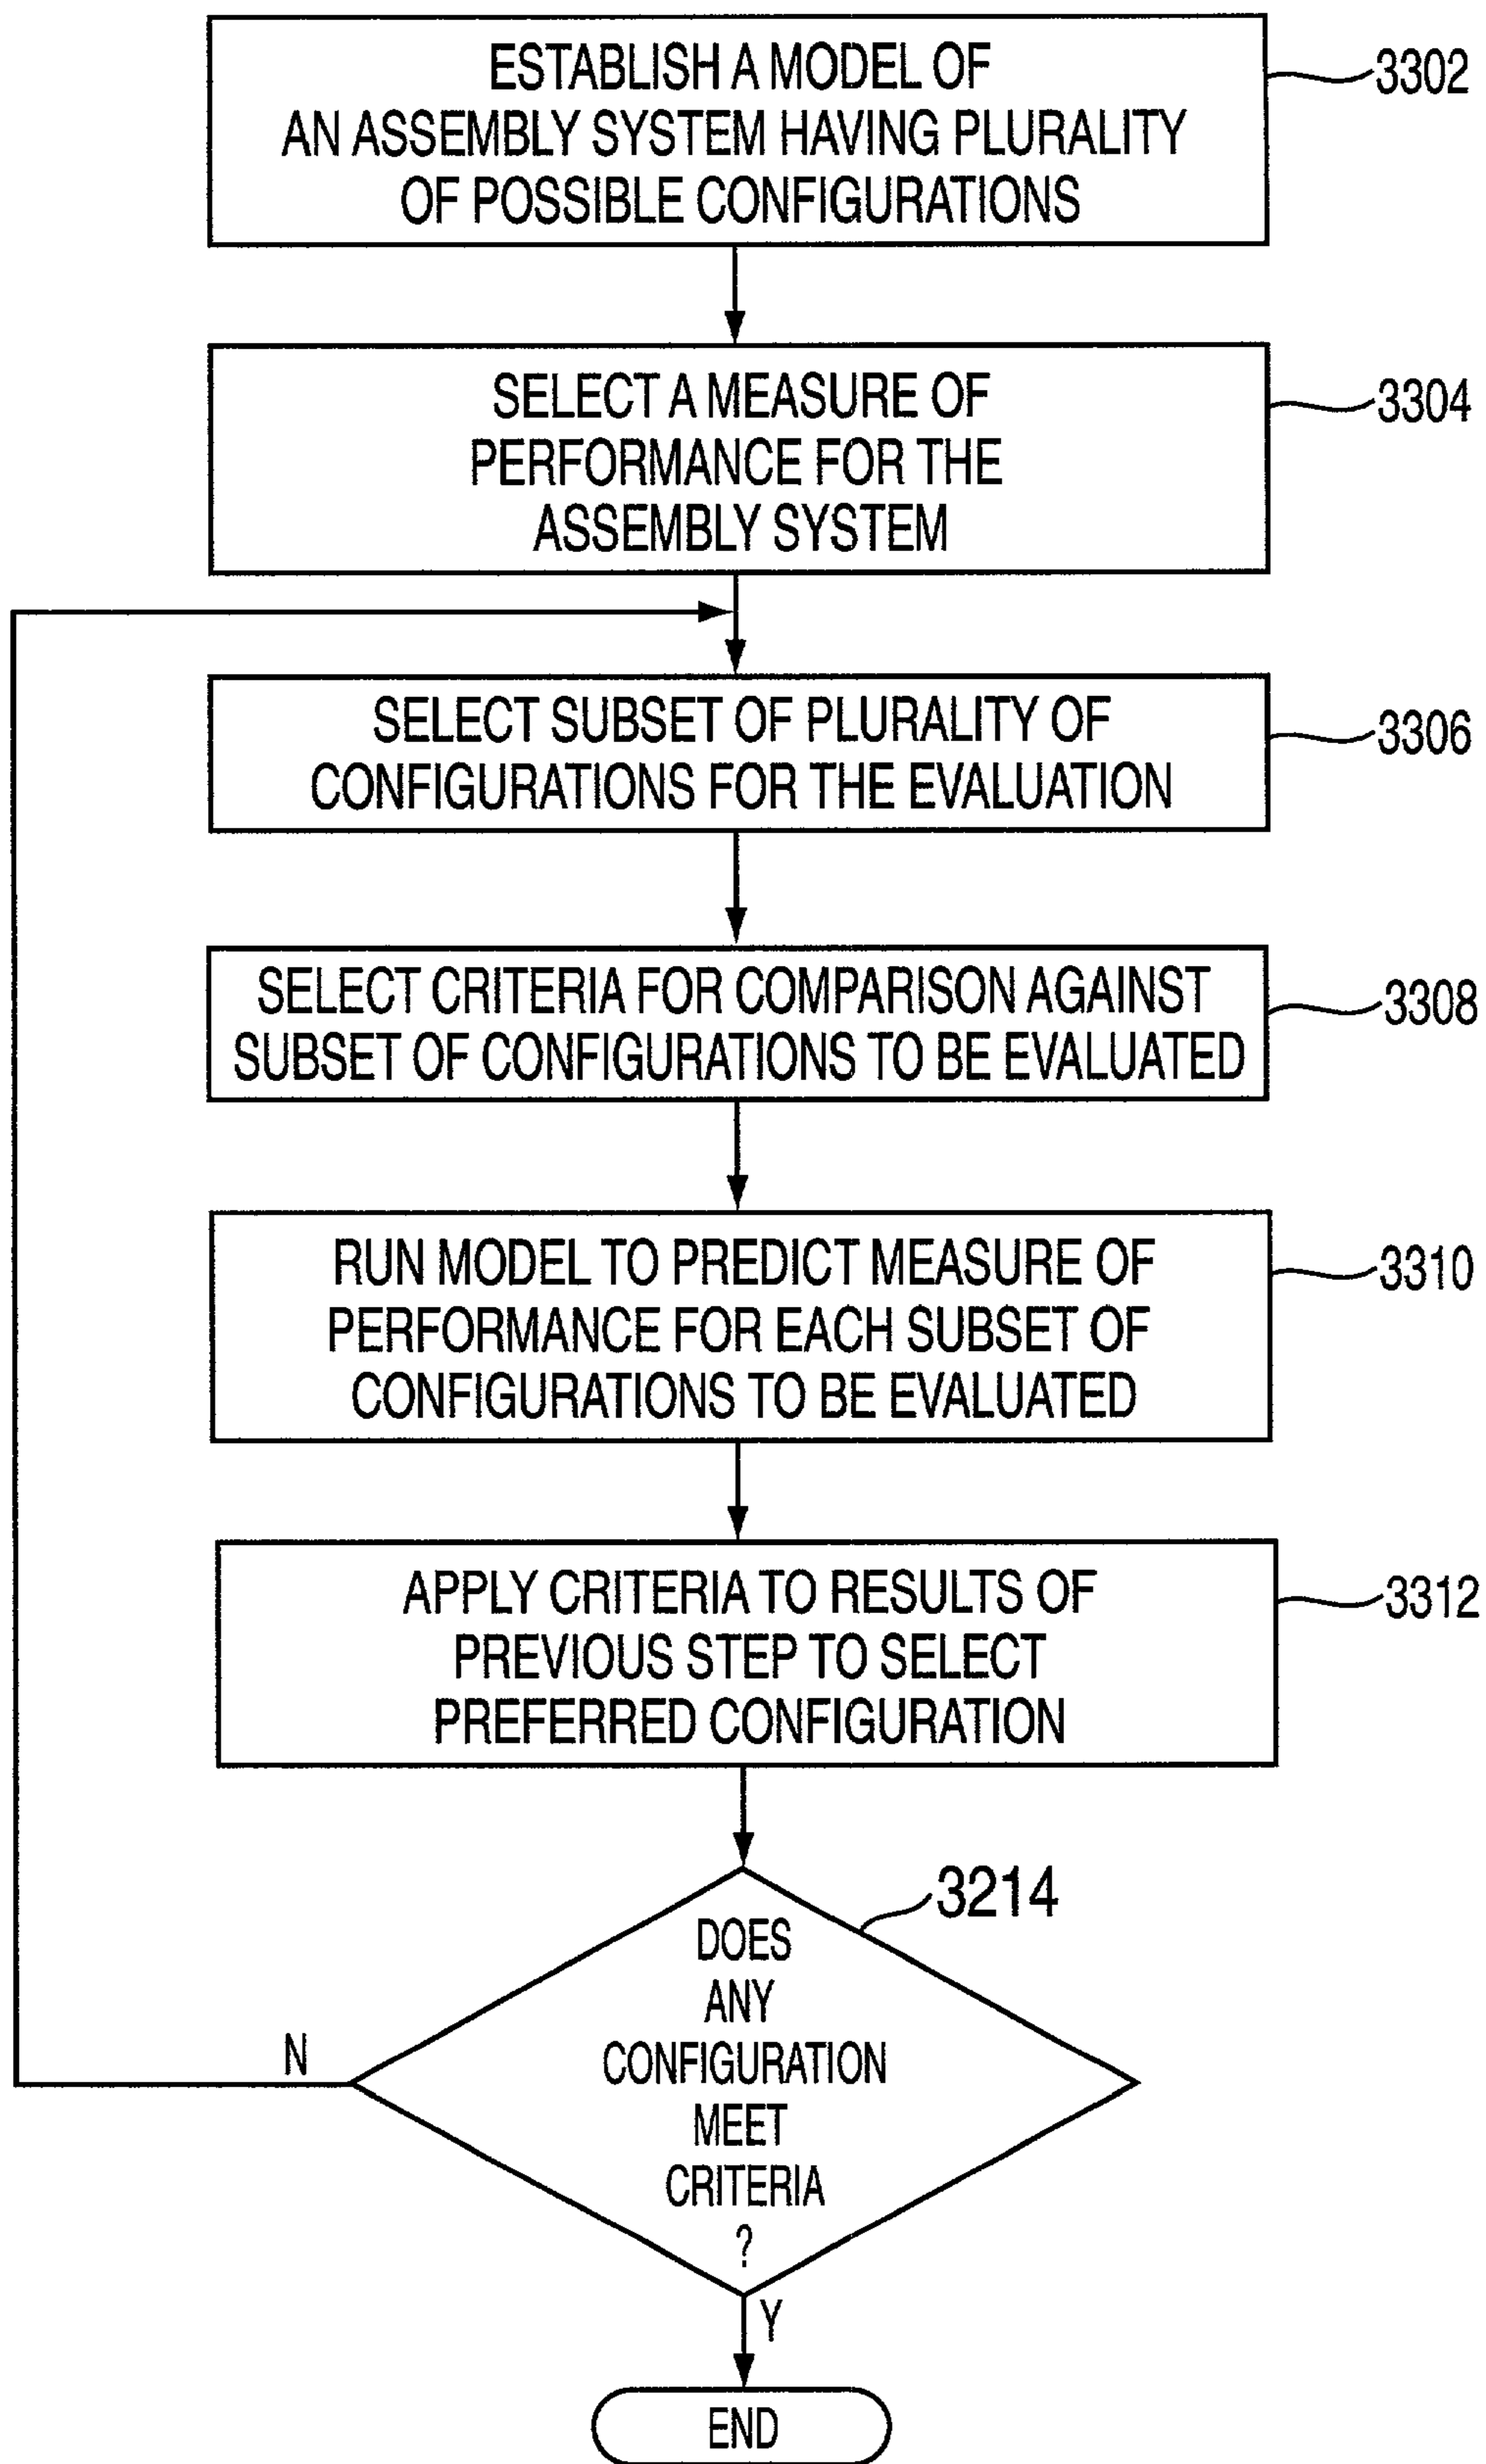 ESTABLISH A MODEL OF
AN ASSEMBLY SYSTEM HAVING PLURALITY
OF POSSIBLE CONFIGURATIONS
3302
SELECT A MEASURE OF
PERFORMANCE FOR THE
ASSEMBLY SYSTEM
3304
SELECT SUBSET OF PLURALITY OF
CONFIGURATIONS FOR THE EVALUATION
3306
SELECT CRITERIA FOR COMPARISON AGAINST
SUBSET OF CONFIGURATIONS TO BE EVALUATED
3308
RUN MODEL TO PREDICT MEASURE OF
PERFORMANCE FOR EACH SUBSET OF
CONFIGURATIONS TO BE EVALUATED
3310
APPLY CRITERIA TO RESULTS OF
PREVIOUS STEP TO SELECT
PREFERRED CONFIGURATION
3312
3214
DOES
ANY
CONFIGURATION
MEET
CRITERIA
?
N
Y
END